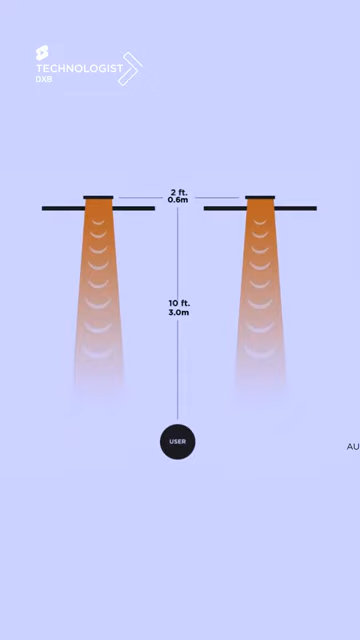 TECHNOLOGIST
DXB
2 ft.
0.6m
10 ft.
3.0m
USER
AU